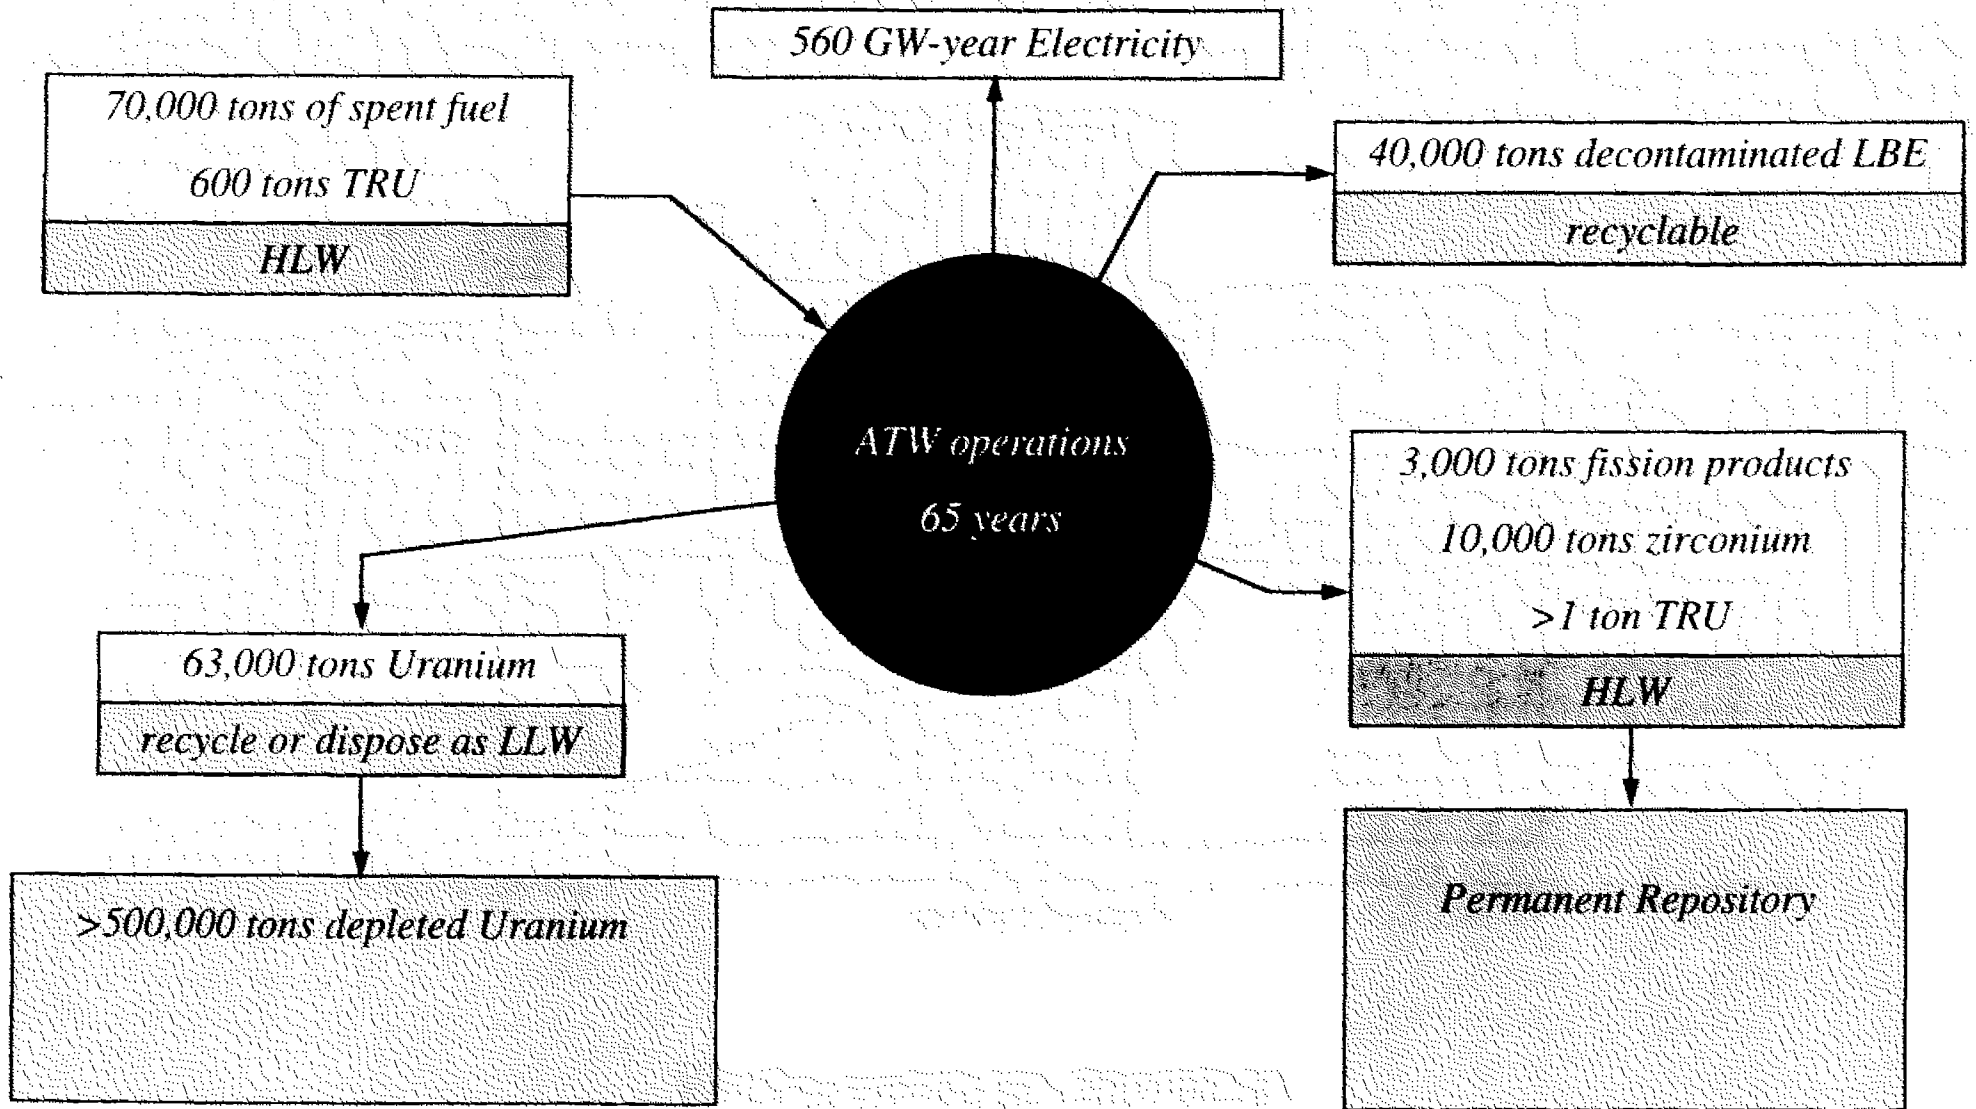 560 GW-year Electricity
70,000 tons of spent fuel
600 tons TRU
HLW
40,000 tons decontaminated LBE
recyclable
ATW operations
65 years
3,000 tons fission products
10,000 tons zirconium
>1 ton TRU
HLW
63,000 tons Uranium
recycle or dispose as LLW
>500,000 tons depleted Uranium
Permanent Repository